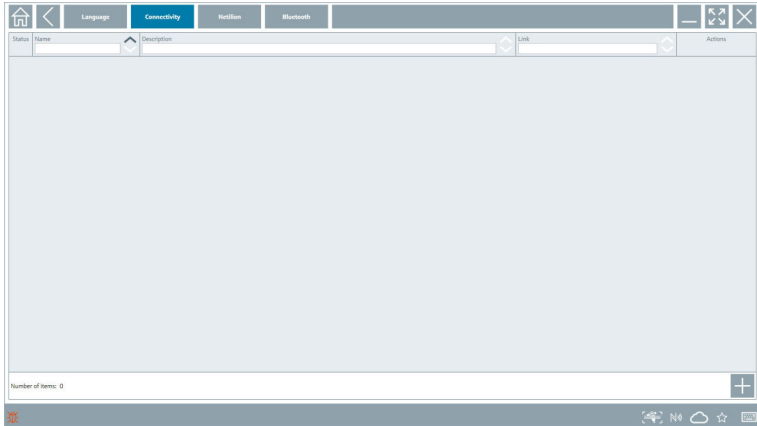 Language Connectivity Netilion Bluetooth
Status Name Description Link Actions
Number of items: 0
N